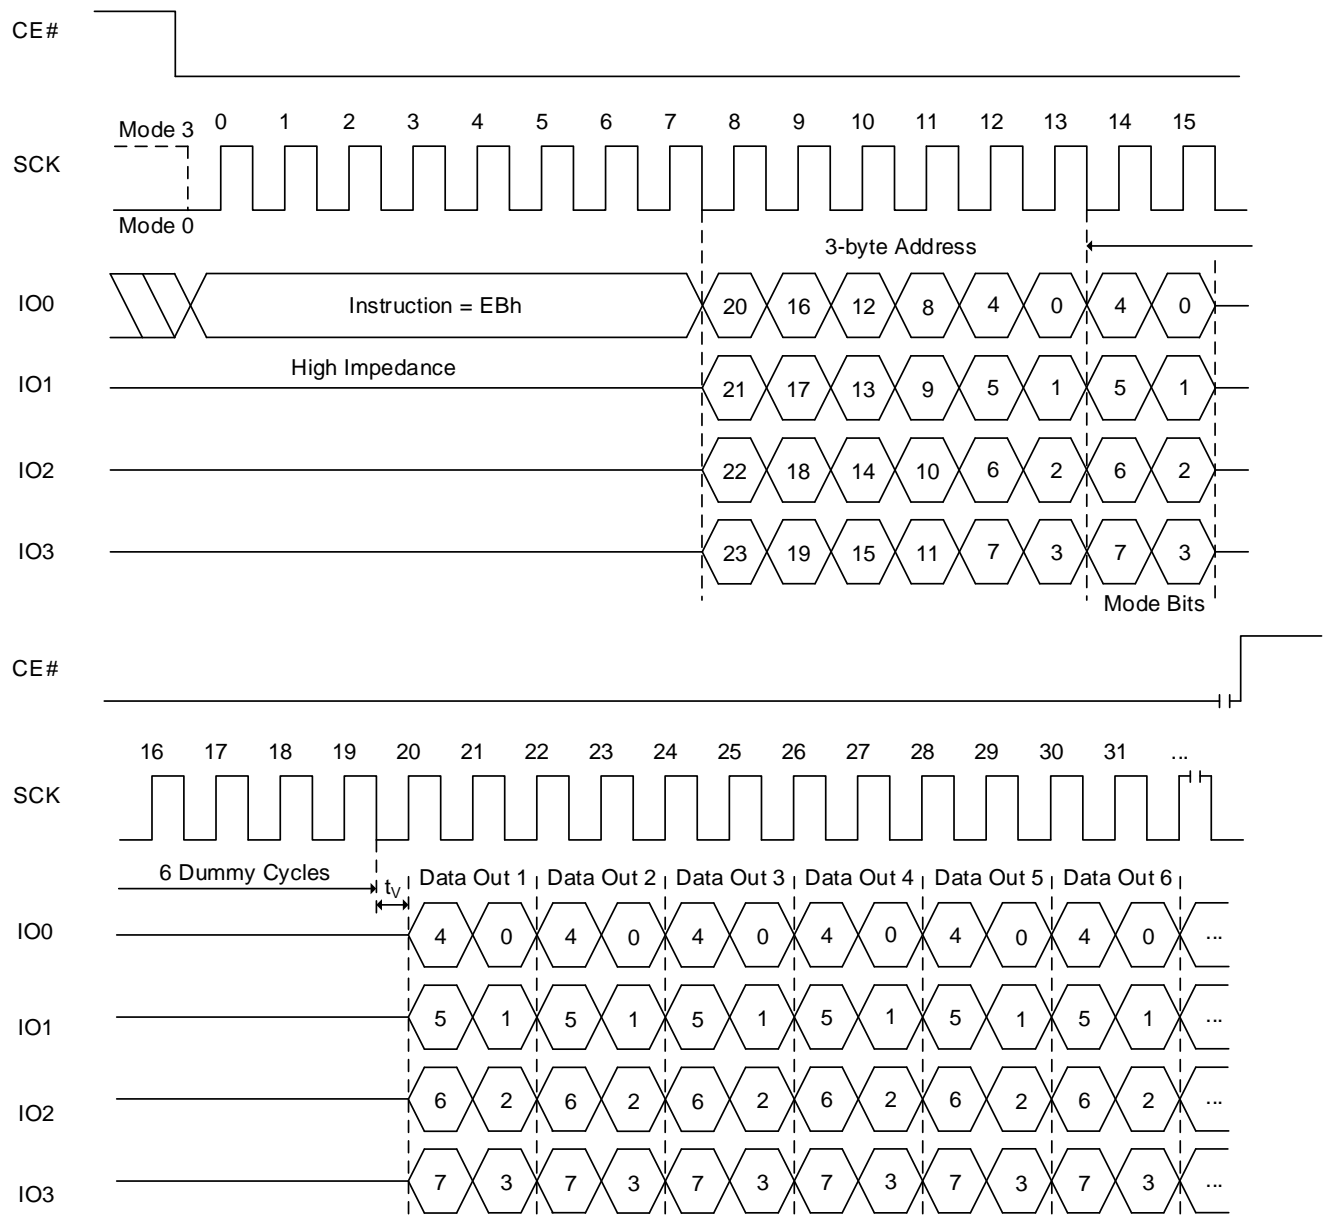 CE#
Mode 3 0 1 2 3 4 5 6 7 8 9 10 11 12 13 14 15
SCK
Mode 0
3-byte Address
IO0 Instruction = EBh 20 16 12 8 4 0 4 0
High Impedance
IO1 21 17 13 9 5 1 5 1
IO2 22 18 14 10 6 2 6 2
IO3 23 19 15 11 7 3 7 3
Mode Bits
CE#
16 17 18 19 20 21 22 23 24 25 26 27 28 29 30 31 ...
SCK
6 Dummy Cycles tV Data Out 1 Data Out 2 Data Out 3 Data Out 4 Data Out 5 Data Out 6
IO0 4 0 4 0 4 0 4 0 4 0 4 0 ...
IO1 5 1 5 1 5 1 5 1 5 1 5 1 ...
IO2 6 2 6 2 6 2 6 2 6 2 6 2 ...
IO3 7 3 7 3 7 3 7 3 7 3 7 3 ...